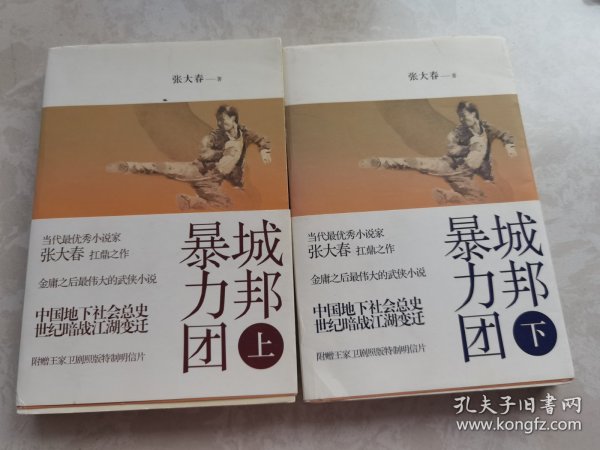 张大春——著
当代最优秀小说家
张大春 扛鼎之作
金庸之后最伟大的武侠小说
中国地下社会总史
世纪暗战江湖变迁
附赠王家卫剧照版特制明信片
城邦
暴力团
上
张大春——著
当代最优秀小说家
张大春 扛鼎之作
金庸之后最伟大的武侠小说
中国地下社会总史
世纪暗战江湖变迁
附赠王家卫剧照版特制明信片
城邦
暴力团
下
孔夫子旧书网
www.kongfz.com